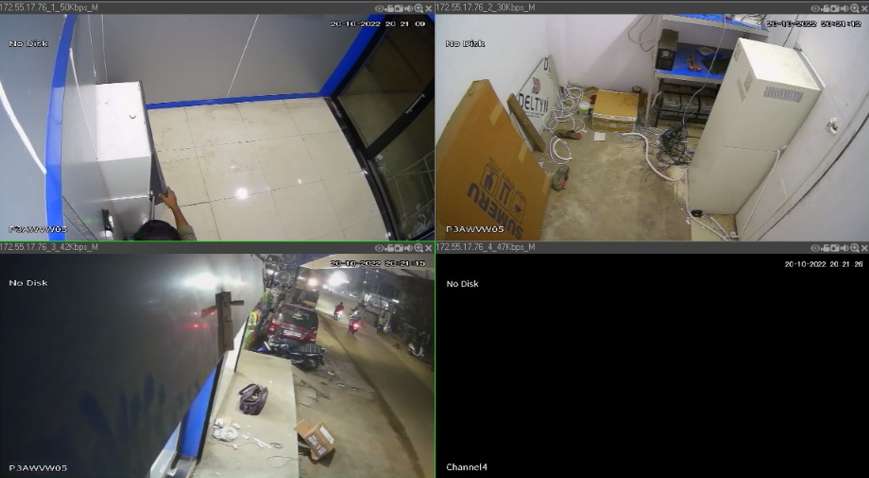 172.55.17.76_1_50Kbps_M
20-10-2022 20:21:09
No Disk
P3AWVW05
172.55.17.76_2_30Kbps_M
20-10-2022 20:21:12
No Disk
DELTYN
SUMERU
P3AWVW05
172.55.17.76_3_42Kbps_M
20-10-2022 20:21:15
No Disk
P3AWVW05
172.55.17.76_4_47Kbps_M
20-10-2022 20:21:26
No Disk
Channel4